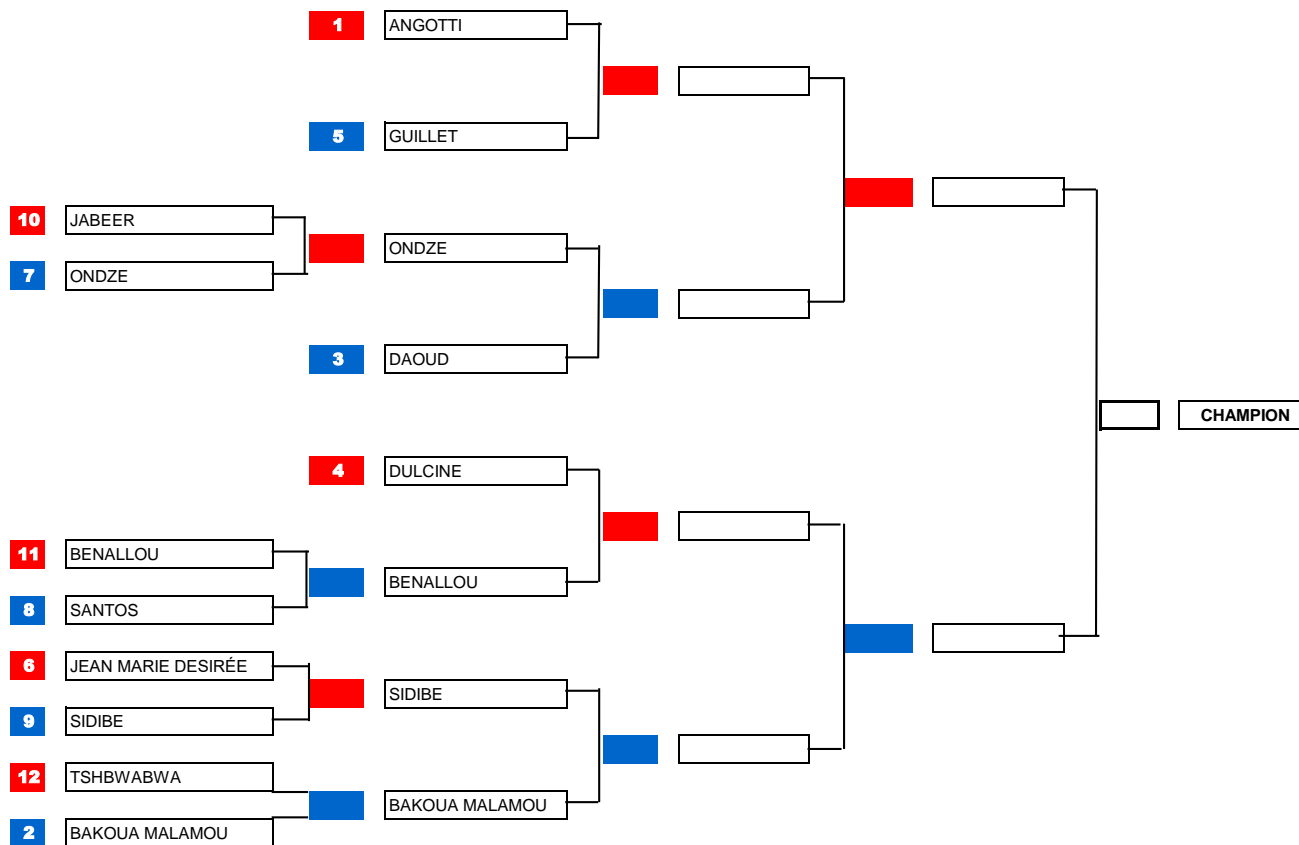 1 ANGOTTI
5 GUILLET
10 JABEER
ONDZE
7 ONDZE
3 DAOUD
CHAMPION
4 DULCINE
11 BENALLOU
BENALLOU
8 SANTOS
6 JEAN MARIE DESIRÉE
SIDIBE
9 SIDIBE
12 TSHBWABWA
BAKOUA MALAMOU
2 BAKOUA MALAMOU